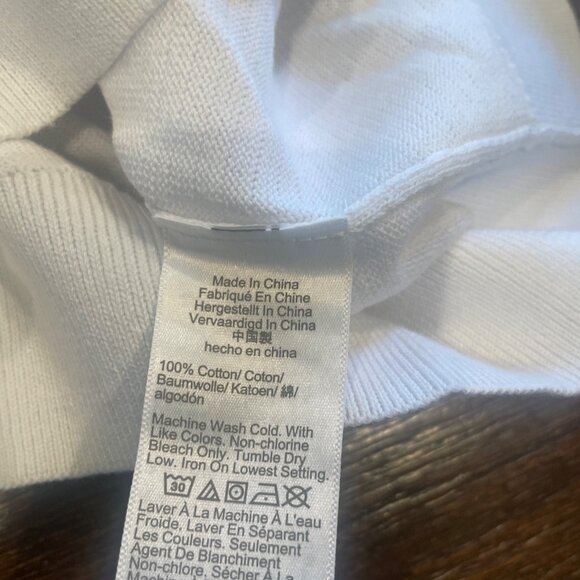 Made In China
Fabriqué En Chine
Hergestellt In China
Vervaardigd In China
中国製
hecho en china
100% Cotton/ Coton/
Baumwolle/ Katoen/ 綿/
algodón
Machine Wash Cold. With
Like Colors. Non-chlorine
Bleach Only. Tumble Dry
Low. Iron On Lowest Setting.
30
Laver À La Machine À L'eau
Froide, Laver En Séparant
Les Couleurs. Seulement
Agent De Blanchiment
Non-chlore. Sécher À La